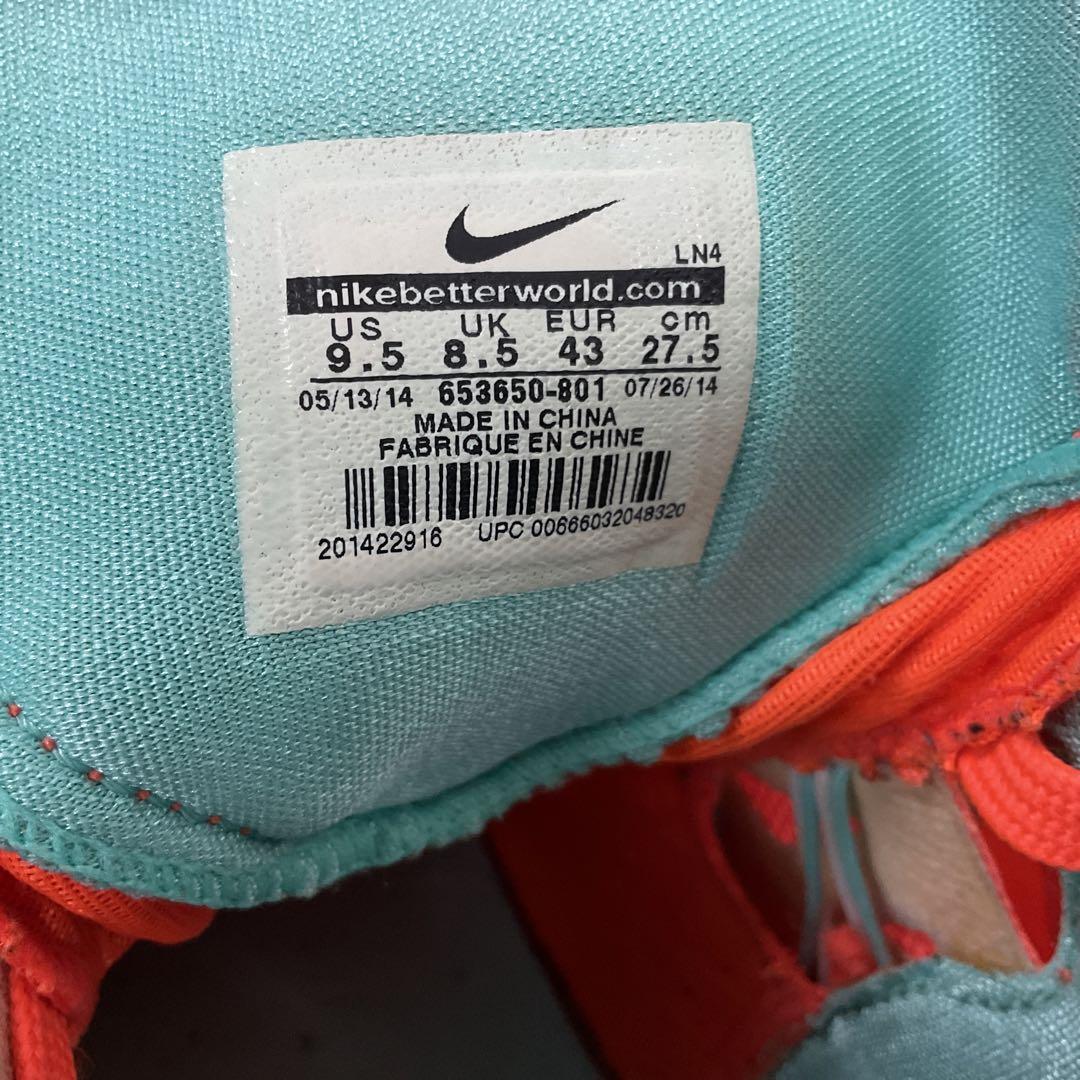 LN4
nikebetterworld.com
US UK EUR cm
9.5 8.5 43 27.5
05/13/14 653650-801 07/26/14
MADE IN CHINA
FABRIQUE EN CHINE
201422916 UPC 00666032048320